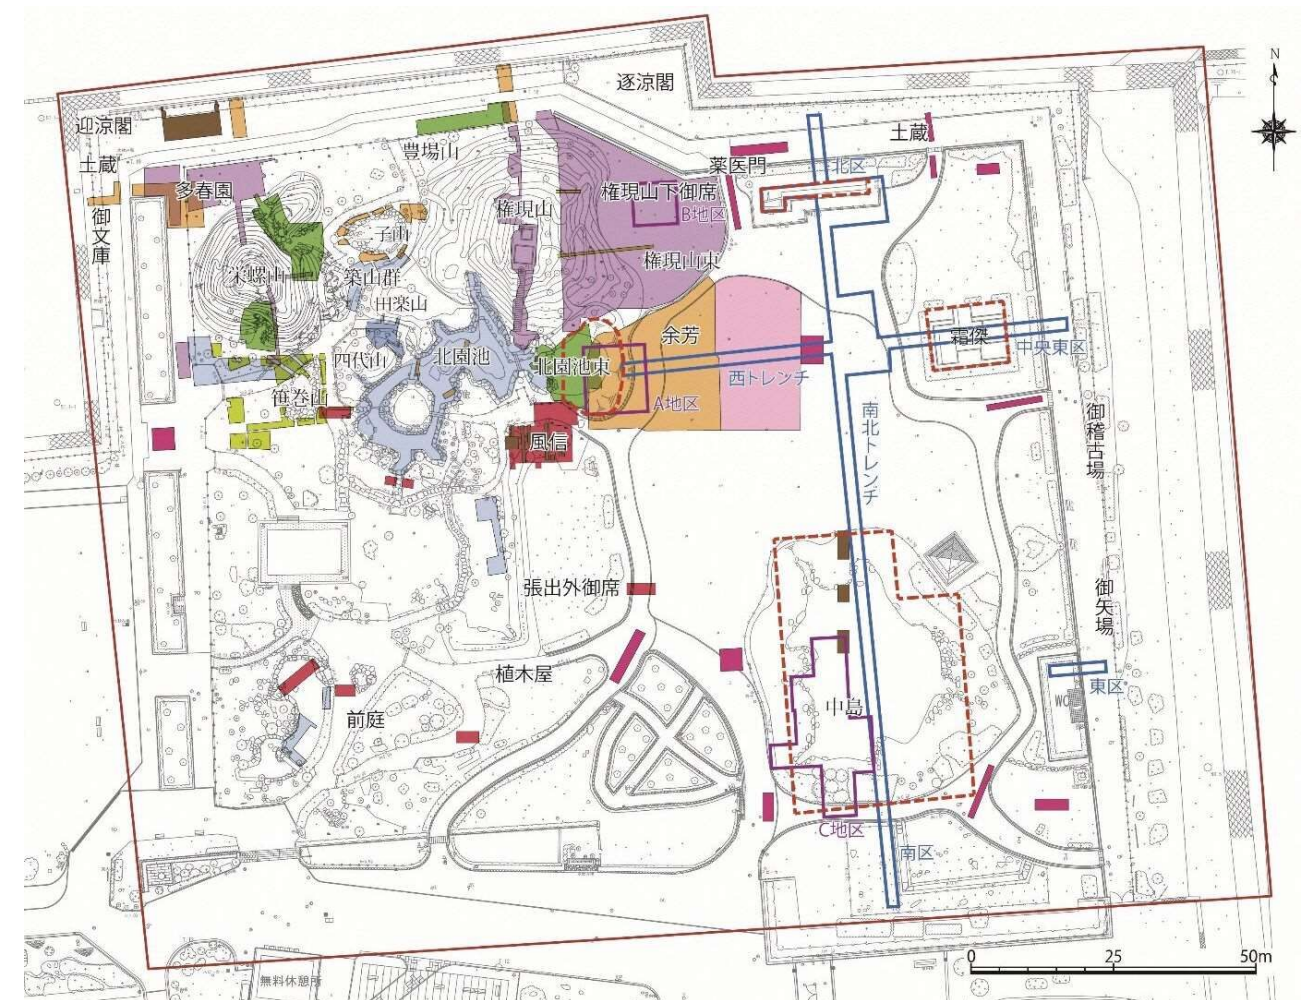 逐涼閣
N
迎涼閣
土蔵
豊場山
土蔵
薬医門
北区
多春園
権現山下御席
B地区
御文庫
権現山
子山
権現山東
栄螺山
築山群
田楽山
余芳
霜傑
中央東区
四代山
北園池
北園池東
西トレンチ
笹巻山
A地区
南北トレンチ
御稽古場
風信
張出外御席
御矢場
植木屋
東区
WC
前庭
中島
C地区
南区
0 25 50m
無料休憩所